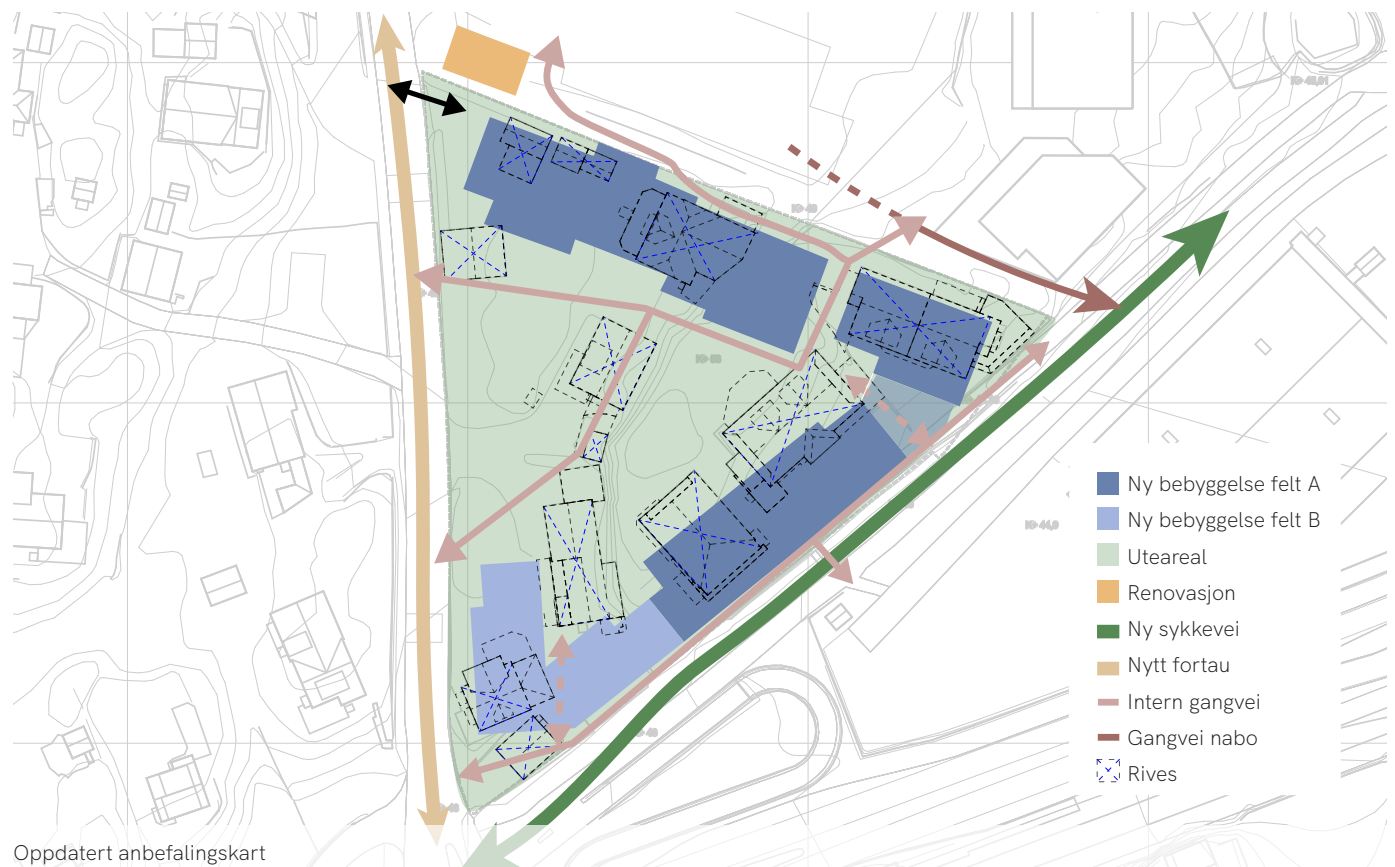 Ny bebyggelse felt A
Ny bebyggelse felt B
Uteareal
Renovasjon
Ny sykkevei
Nytt fortau
Intern gangvei
Gangvei nabo
Rives
Oppdatert anbefalingskart